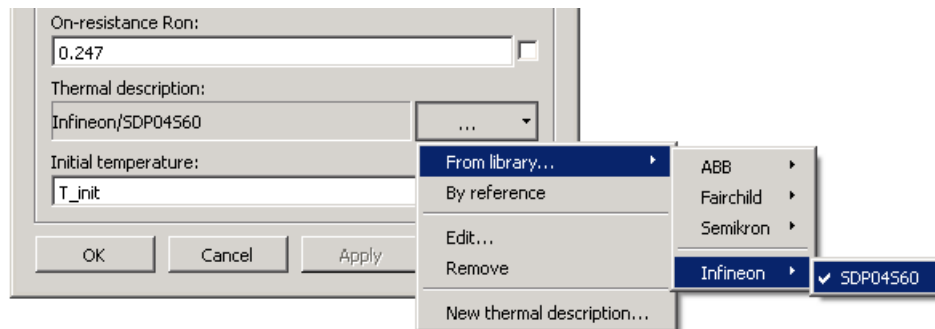 On-resistance Ron:
0.247
Thermal description:
Infineon/SDP04S60
...
Initial temperature:
T_init
OK
Cancel
Apply
From library...
By reference
Edit...
Remove
New thermal description...
ABB
Fairchild
Semikron
Infineon
SDP04S60